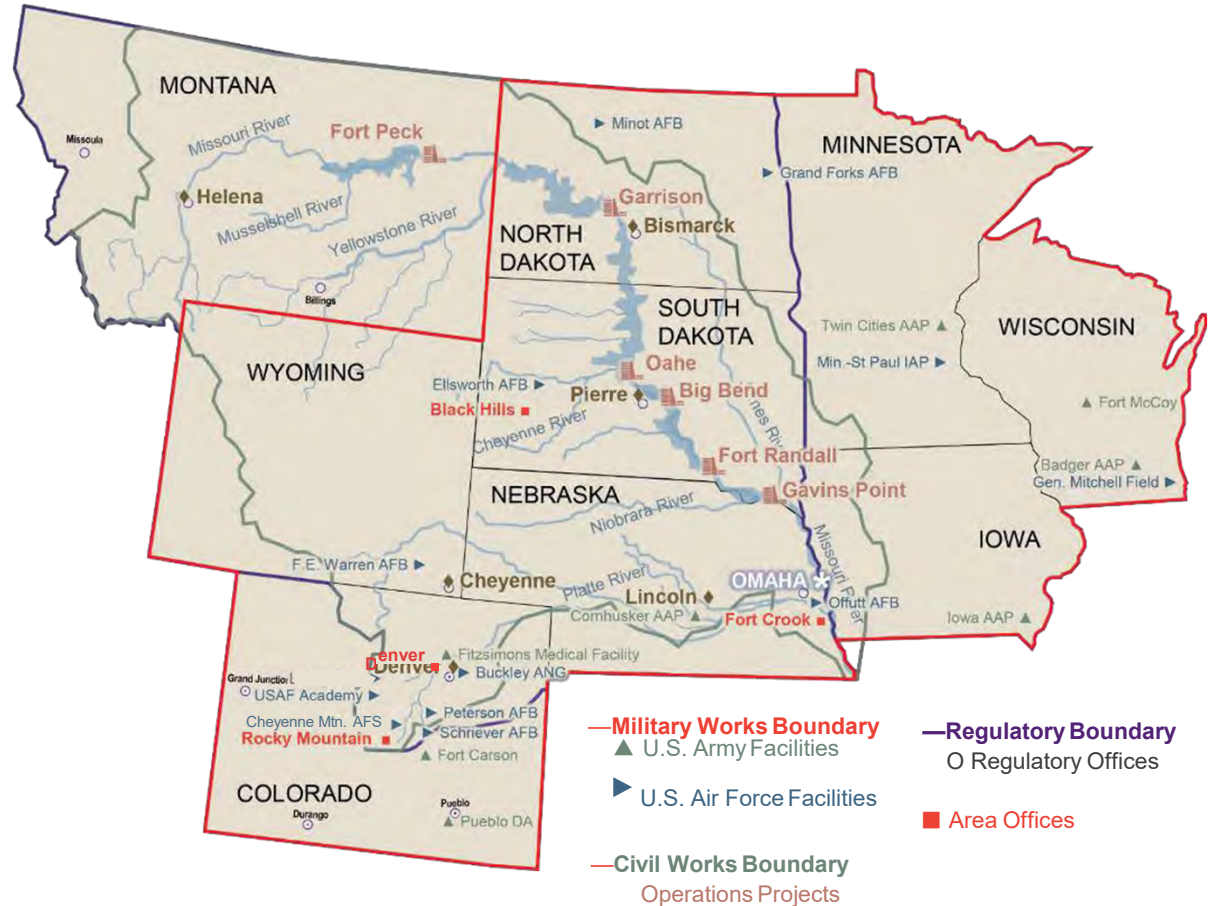 MONTANA
Missoula
Missouri River
Fort Peck
Helena
Musselshell River
Yellowstone River
Billings
Minot AFB
Grand Forks AFB
MINNESOTA
Garrison
Bismarck
NORTH
DAKOTA
SOUTH
DAKOTA
Twin Cities AAP
Min.-St Paul IAP
WISCONSIN
Fort McCoy
Badger AAP
Gen. Mitchell Field
WYOMING
Ellsworth AFB
Black Hills
Oahe
Pierre
Big Bend
Cheyenne River
nes River
Fort Randall
Gavins Point
NEBRASKA
Niobrara River
Missouri River
IOWA
F.E. Warren AFB
Cheyenne
Platte River
Lincoln
OMAHA *
Offutt AFB
Cornhusker AAP
Fort Crook
Iowa AAP
Denver
Denver
Fitzsimons Medical Facility
Buckley ANG
Grand Junction
USAF Academy
Cheyenne Mtn. AFS
Peterson AFB
Rocky Mountain
Schriever AFB
Fort Carson
COLORADO
Durango
Pueblo
Pueblo DA
Military Works Boundary
U.S. Army Facilities
U.S. Air Force Facilities
Civil Works Boundary
Operations Projects
Regulatory Boundary
O Regulatory Offices
Area Offices